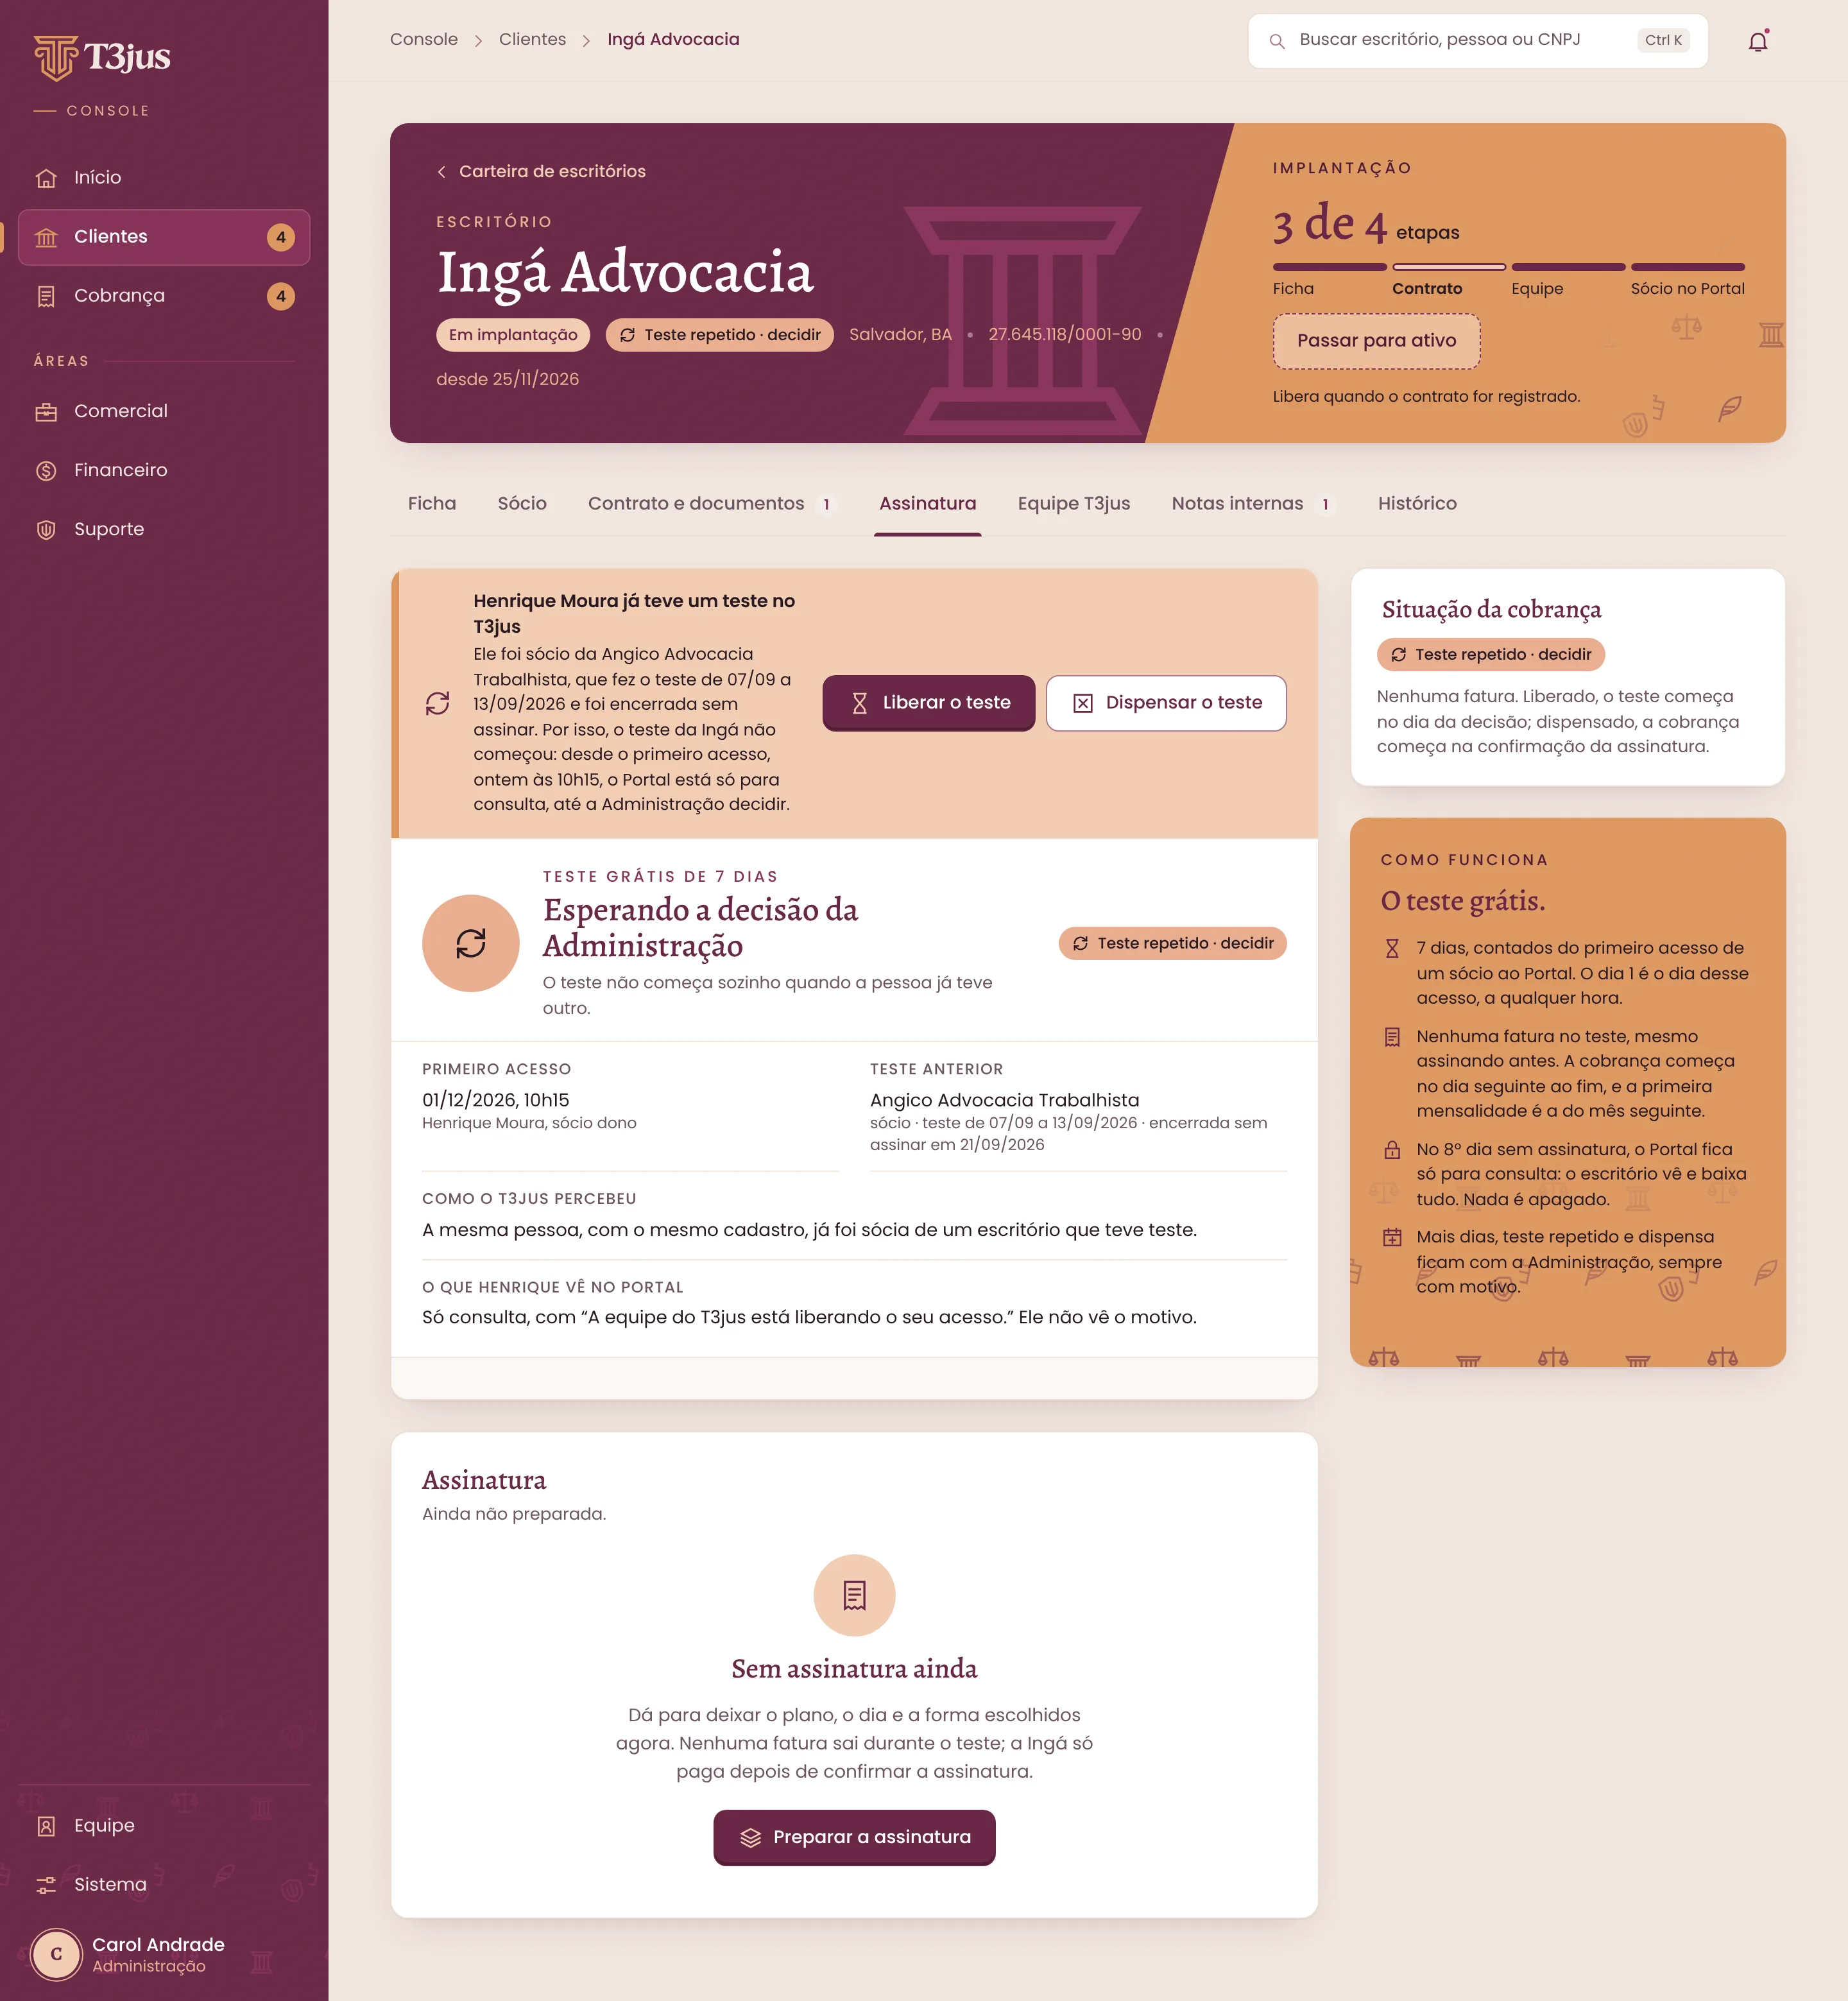 T3jus
CONSOLE
Início
Clientes 4
Cobrança 4
ÁREAS
Comercial
Financeiro
Suporte
Equipe
Sistema
C
Carol Andrade
Administração
Console > Clientes > Ingá Advocacia
Buscar escritório, pessoa ou CNPJ Ctrl K
Carteira de escritórios
ESCRITÓRIO
Ingá Advocacia
Em implantação Teste repetido · decidir Salvador, BA • 27.645.118/0001-90 •
desde 25/11/2026
IMPLANTAÇÃO
3 de 4 etapas
Ficha Contrato Equipe Sócio no Portal
Passar para ativo
Libera quando o contrato for registrado.
Ficha Sócio Contrato e documentos 1 Assinatura Equipe T3jus Notas internas 1 Histórico
Henrique Moura já teve um teste no
T3jus
Ele foi sócio da Angico Advocacia
Trabalhista, que fez o teste de 07/09 a
13/09/2026 e foi encerrada sem
assinar. Por isso, o teste da Ingá não
começou: desde o primeiro acesso,
ontem às 10h15, o Portal está só para
consulta, até a Administração decidir.
Liberar o teste
Dispensar o teste
TESTE GRÁTIS DE 7 DIAS
Esperando a decisão da
Administração
O teste não começa sozinho quando a pessoa já teve
outro.
Teste repetido · decidir
PRIMEIRO ACESSO
01/12/2026, 10h15
Henrique Moura, sócio dono
TESTE ANTERIOR
Angico Advocacia Trabalhista
sócio · teste de 07/09 a 13/09/2026 · encerrada sem
assinar em 21/09/2026
COMO O T3JUS PERCEBEU
A mesma pessoa, com o mesmo cadastro, já foi sócia de um escritório que teve teste.
O QUE HENRIQUE VÊ NO PORTAL
Só consulta, com “A equipe do T3jus está liberando o seu acesso.” Ele não vê o motivo.
Assinatura
Ainda não preparada.
Sem assinatura ainda
Dá para deixar o plano, o dia e a forma escolhidos
agora. Nenhuma fatura sai durante o teste; a Ingá só
paga depois de confirmar a assinatura.
Preparar a assinatura
Situação da cobrança
Teste repetido · decidir
Nenhuma fatura. Liberado, o teste começa
no dia da decisão; dispensado, a cobrança
começa na confirmação da assinatura.
COMO FUNCIONA
O teste grátis.
7 dias, contados do primeiro acesso de
um sócio ao Portal. O dia 1 é o dia desse
acesso, a qualquer hora.
Nenhuma fatura no teste, mesmo
assinando antes. A cobrança começa
no dia seguinte ao fim, e a primeira
mensalidade é a do mês seguinte.
No 8º dia sem assinatura, o Portal fica
só para consulta: o escritório vê e baixa
tudo. Nada é apagado.
Mais dias, teste repetido e dispensa
ficam com a Administração, sempre
com motivo.